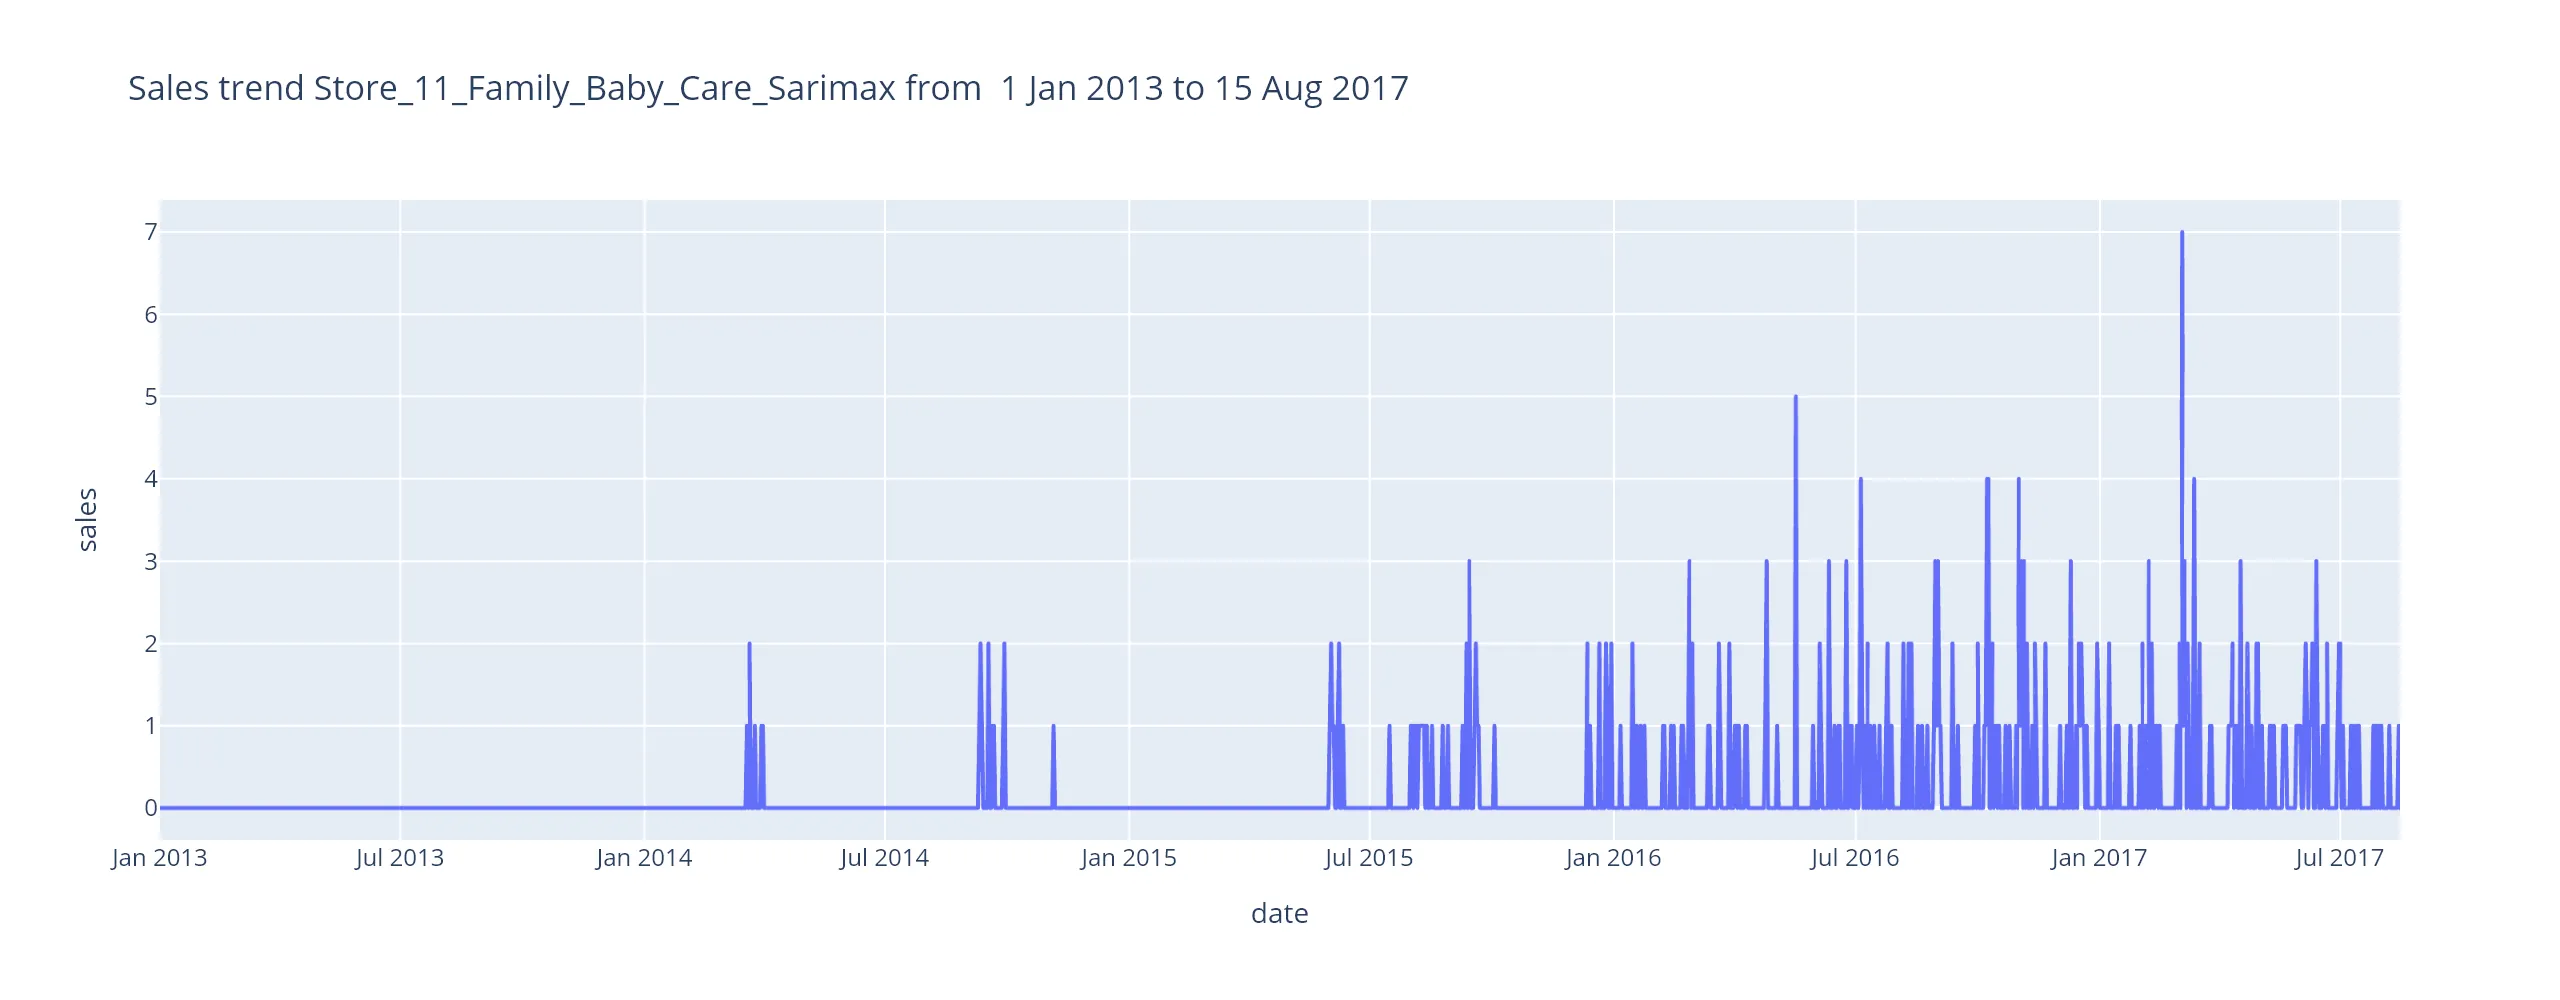 Sales trend Store_11_Family_Baby_Care_Sarimax from  1 Jan 2013 to 15 Aug 2017
7
6
5
4
3
2
1
0
sales
Jan 2013 Jul 2013 Jan 2014 Jul 2014 Jan 2015 Jul 2015 Jan 2016 Jul 2016 Jan 2017 Jul 2017
date